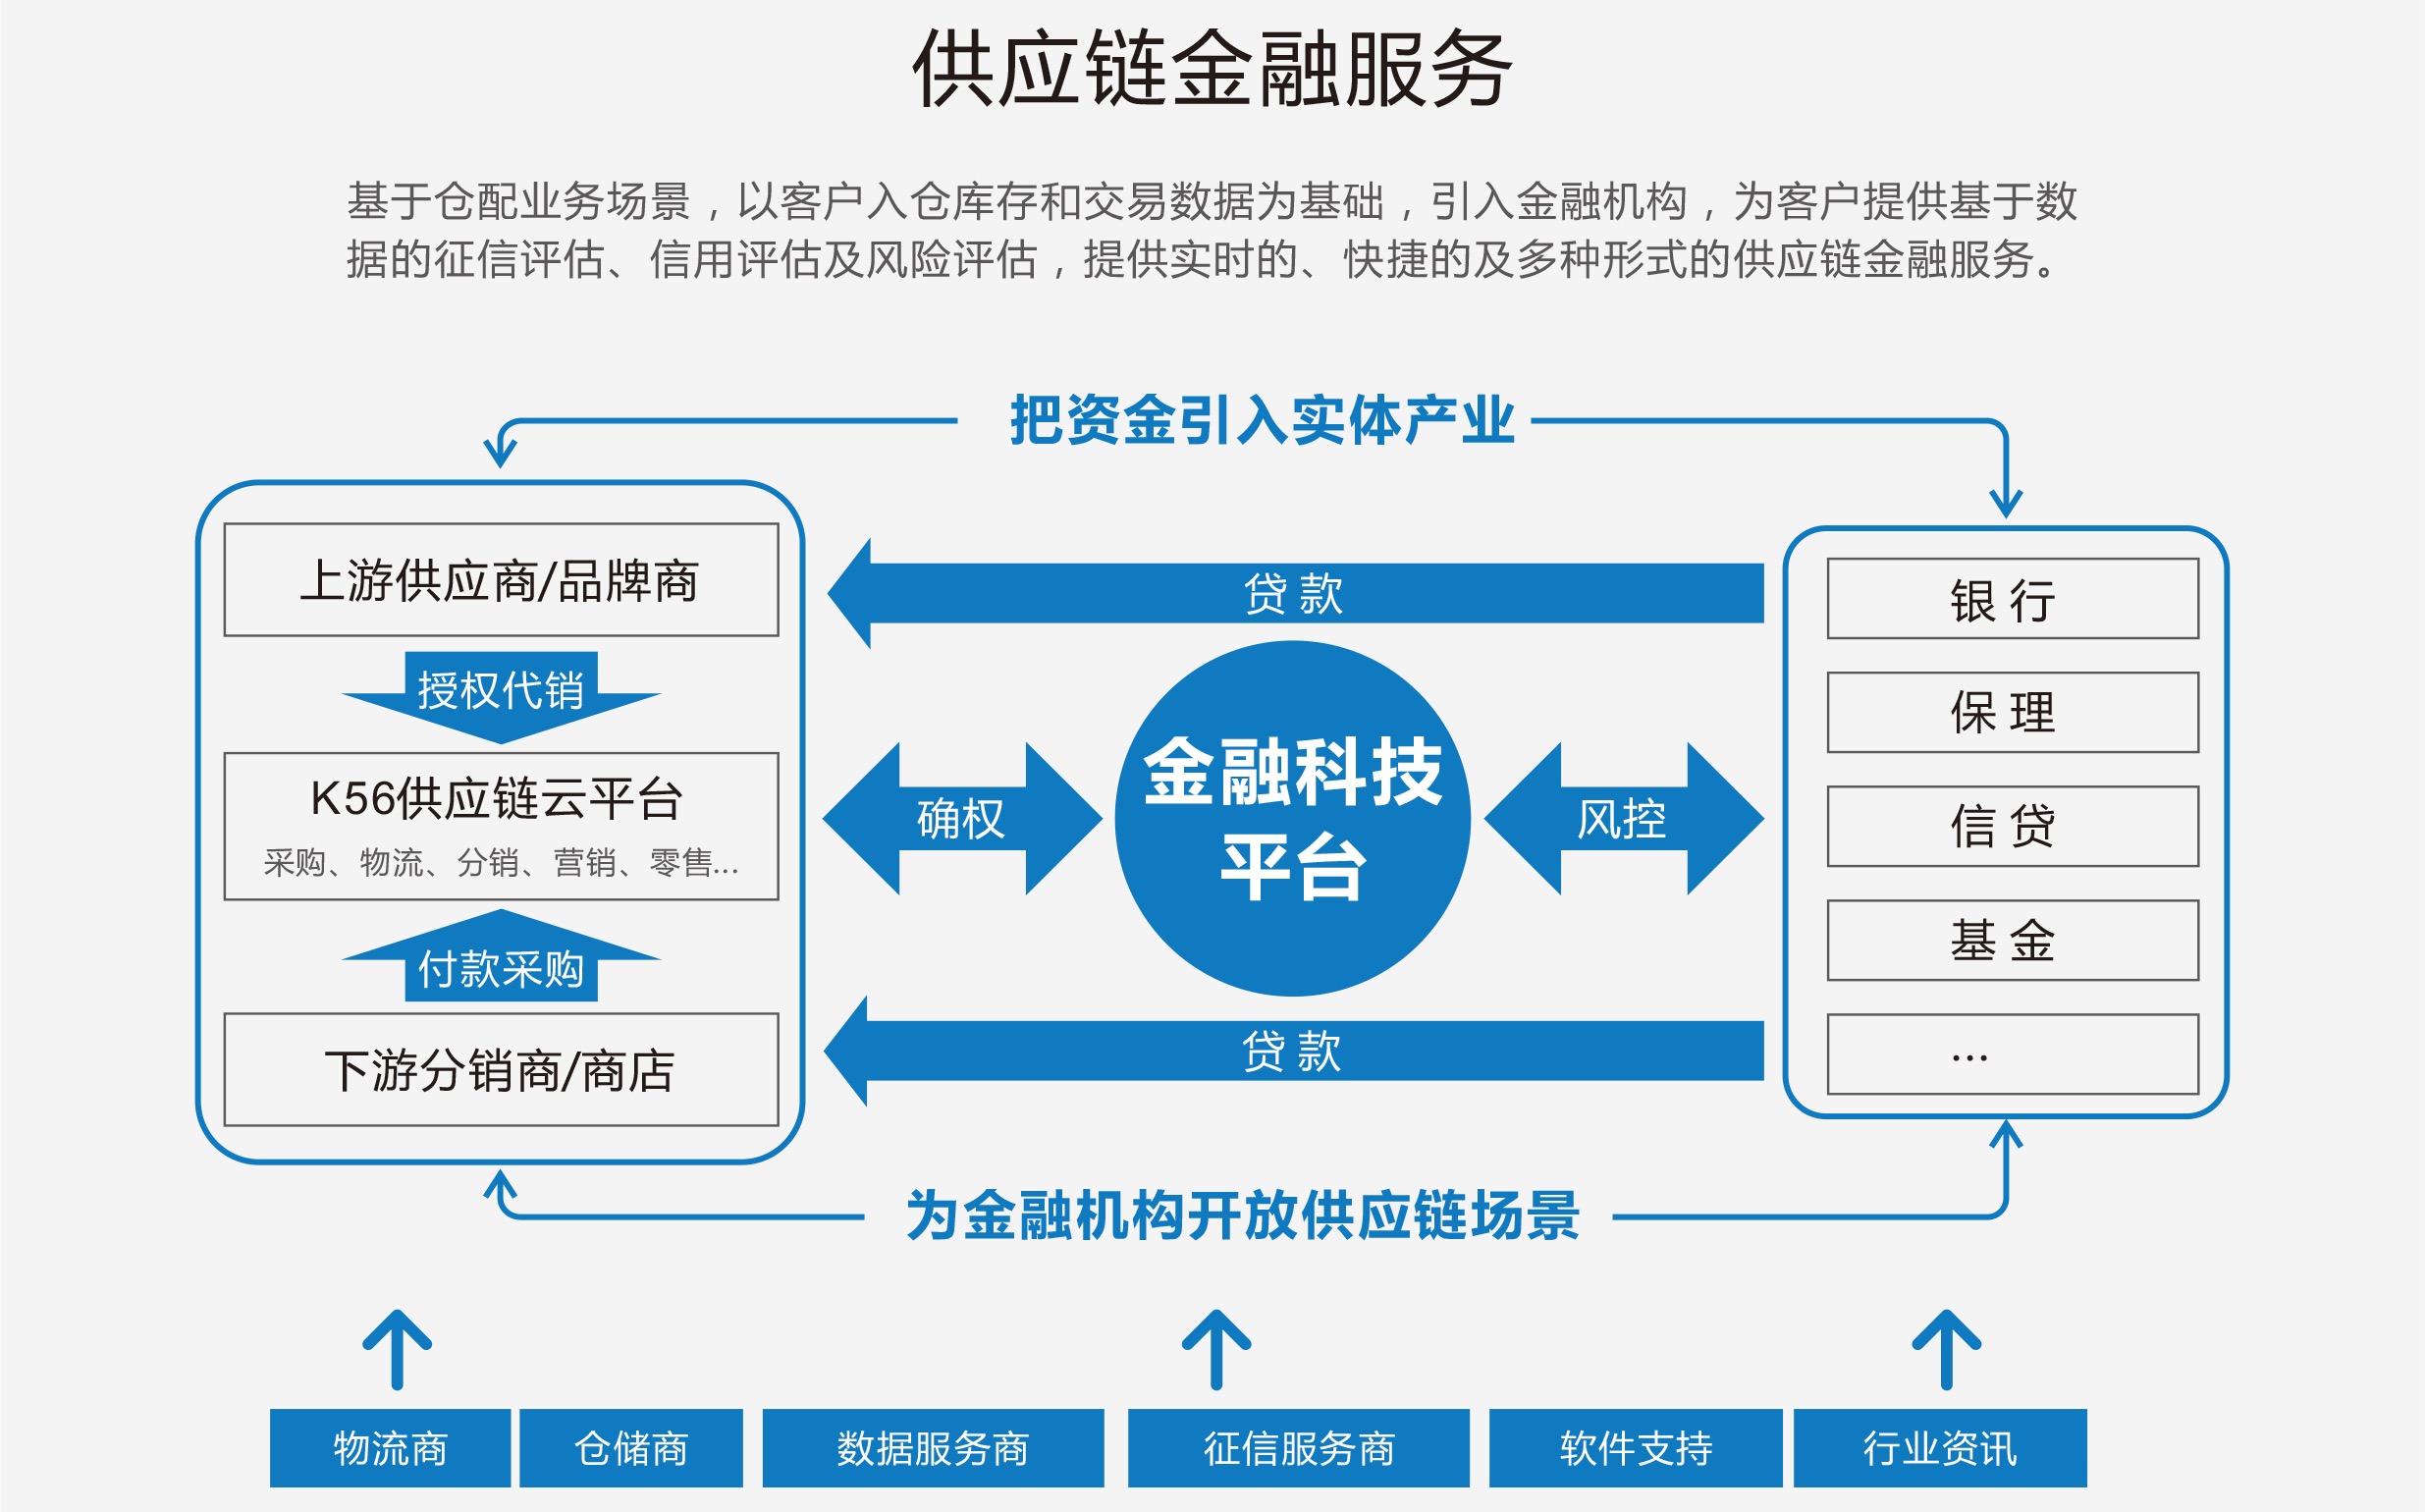 供应链金融服务
基于仓配业务场景，以客户入仓库存和交易数据为基础，引入金融机构，为客户提供基于数
据的征信评估、信用评估及风险评估，提供实时的、快捷的及多种形式的供应链金融服务。
把资金引入实体产业
上游供应商/品牌商
授权代销
K56供应链云平台
采购、物流、分销、营销、零售...
付款采购
下游分销商/商店
贷款
确权
金融科技
平台
风控
贷款
银行
保理
信贷
基金
...
为金融机构开放供应链场景
物流商
仓储商
数据服务商
征信服务商
软件支持
行业资讯